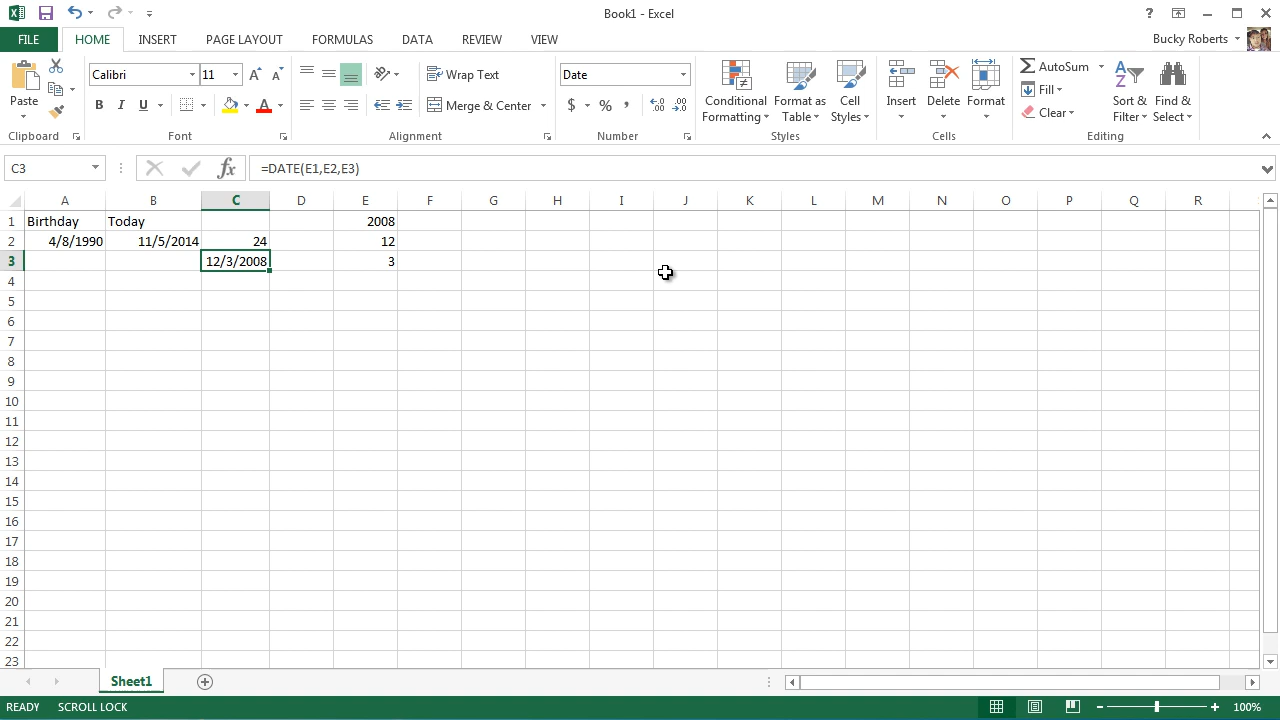 Book1 - Excel
FILE HOME INSERT PAGE LAYOUT FORMULAS DATA REVIEW VIEW Bucky Roberts
Calibri 11 Wrap Text Date AutoSum
Fill
Paste B I U A Merge & Center $ % , Conditional Formatting Format as Table Cell Styles Insert Delete Format Clear Sort & Filter Find & Select
Clipboard Font Alignment Number Styles Cells Editing
C3 fx =DATE(E1,E2,E3)
A B C D E F G H I J K L M N O P Q R
1 Birthday Today 2008
2 4/8/1990 11/5/2014 24 12
3 12/3/2008 3
4
5
6
7
8
9
10
11
12
13
14
15
16
17
18
19
20
21
22
23
Sheet1
READY SCROLL LOCK 100%